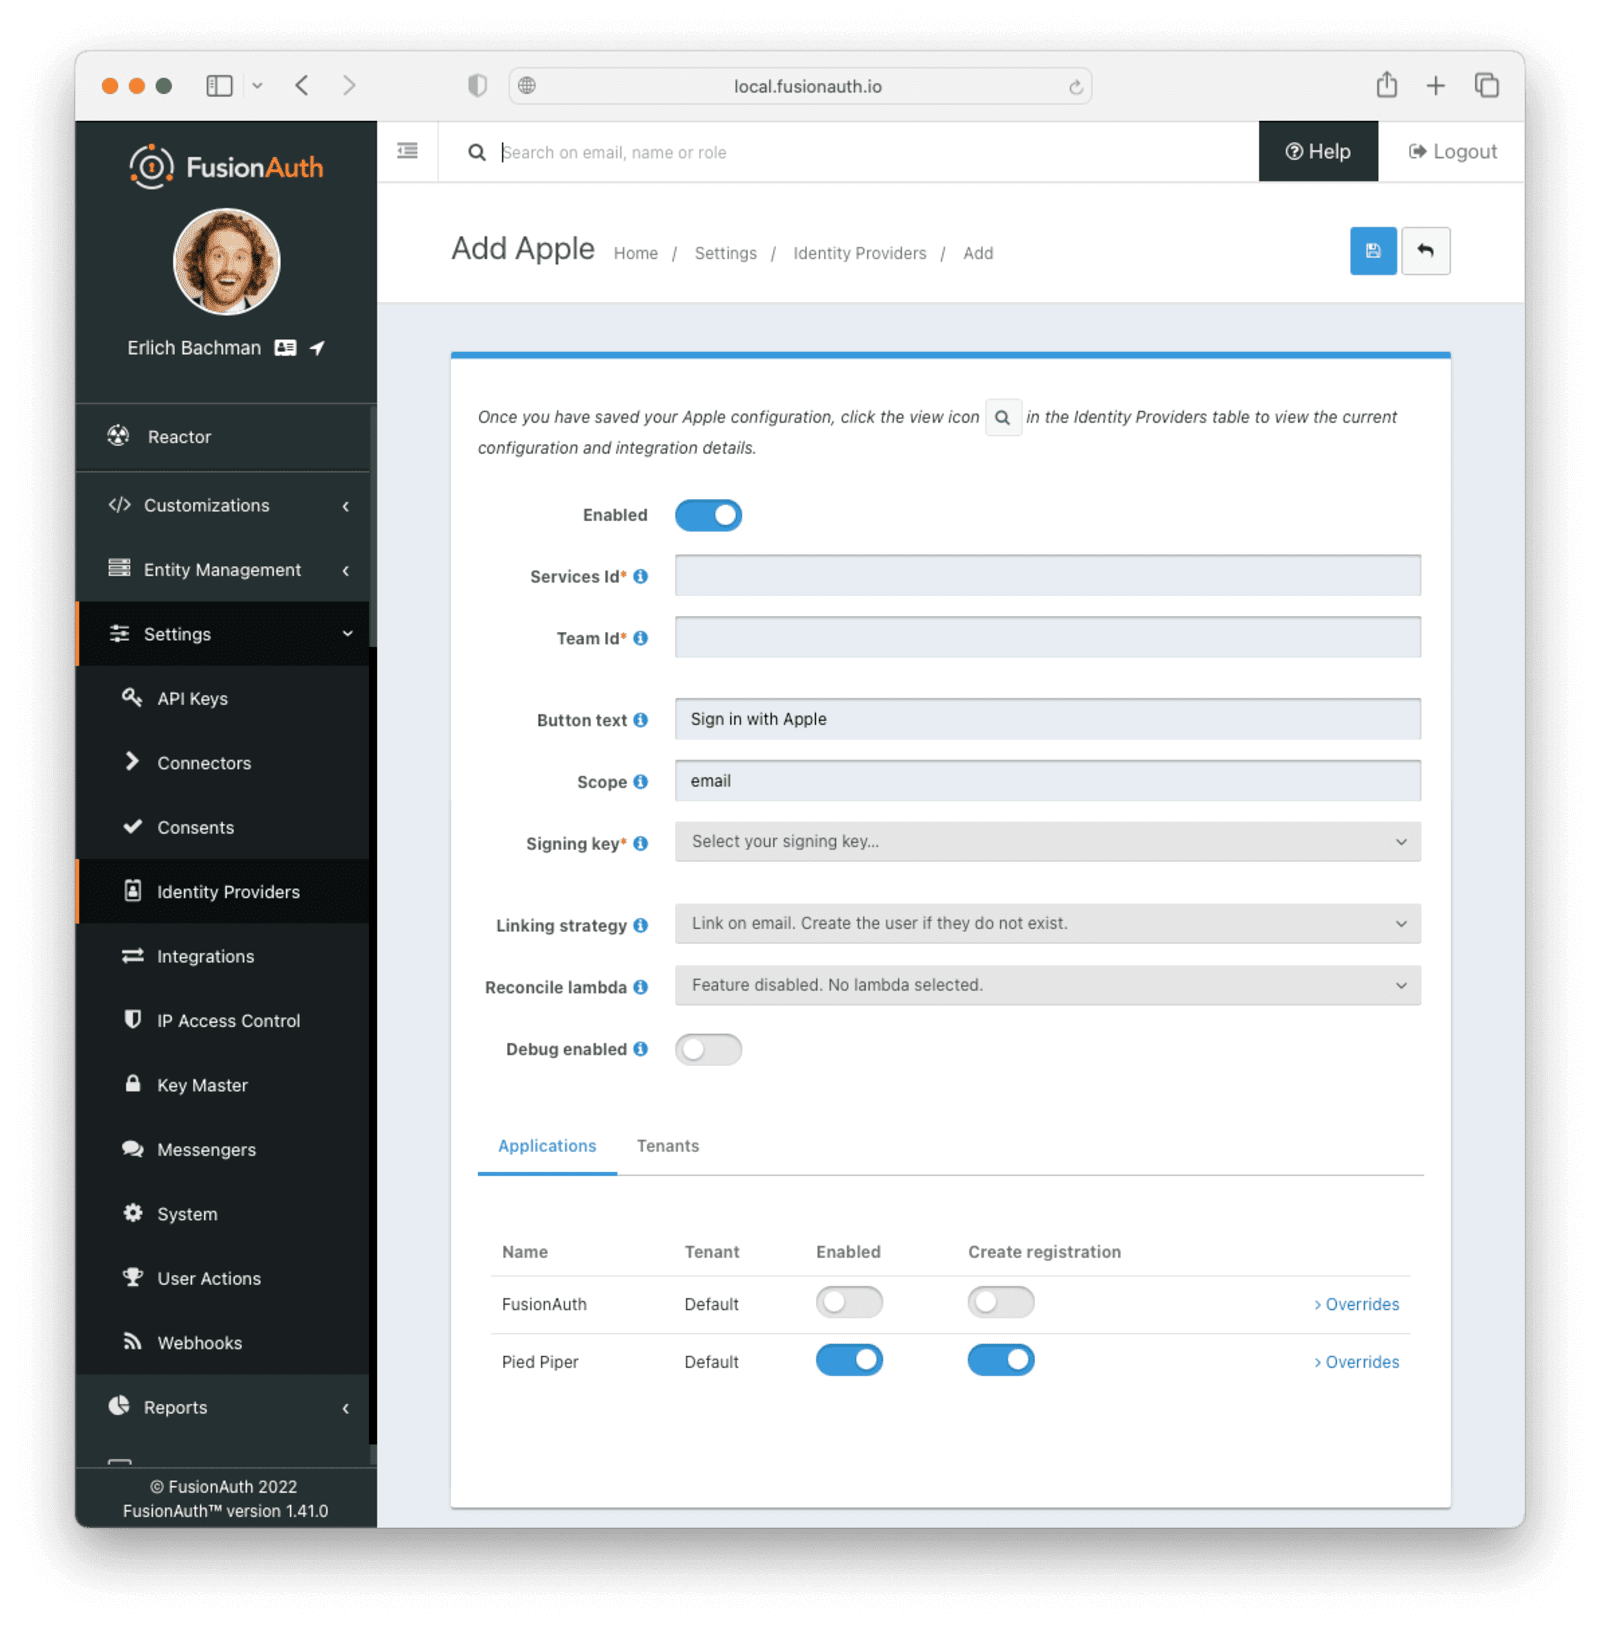 local.fusionauth.io
FusionAuth
Search on email, name or role
Help
Logout
Erlich Bachman
Add Apple
Home / Settings / Identity Providers / Add
Reactor
Customizations
Entity Management
Settings
API Keys
Connectors
Consents
Identity Providers
Integrations
IP Access Control
Key Master
Messengers
System
User Actions
Webhooks
Reports
© FusionAuth 2022
FusionAuth™ version 1.41.0
Once you have saved your Apple configuration, click the view icon in the Identity Providers table to view the current
configuration and integration details.
Enabled
Services Id*
Team Id*
Button text Sign in with Apple
Scope email
Signing key* Select your signing key...
Linking strategy Link on email. Create the user if they do not exist.
Reconcile lambda Feature disabled. No lambda selected.
Debug enabled
Applications Tenants
Name Tenant Enabled Create registration
FusionAuth Default > Overrides
Pied Piper Default > Overrides